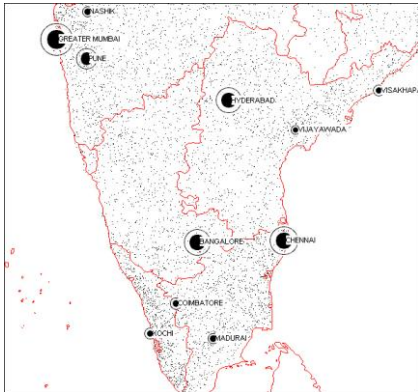 NASHIK
GREATER MUMBAI
PUNE
HYDERABAD
VISAKHAPA
VIJAYAWADA
BANGALORE
CHENNAI
COIMBATORE
KOCHI
MADURAI